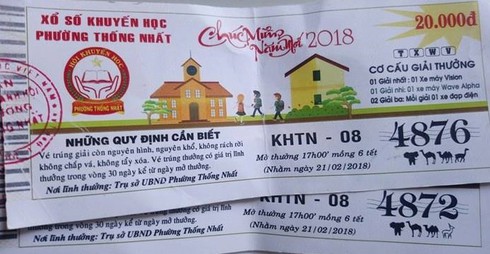 XỔ SỐ KHUYẾN HỌC
PHƯỜNG THỐNG NHẤT
Chúc Mừng
Năm Mới 2018
20.000đ
T X W U
CƠ CẤU GIẢI THƯỞNG
01 Giải nhất: 01 Xe máy Vision
01 Giải nhì: 01 xe máy Wave Alpha
02 Giải ba: Mỗi giải 01 xe đạp điện
HỘI KHUYẾN HỌC
PHƯỜNG THỐNG NHẤT
NHỮNG QUY ĐỊNH CẦN BIẾT
Vé trúng giải còn nguyên hình, nguyên khổ, không rách rời
không chắp vá, không tẩy xóa. Vé trúng thưởng có giá trị lĩnh
thưởng trong vòng 30 ngày kể từ ngày mở thưởng.
Nơi lĩnh thưởng: Trụ sở UBND Phường Thống Nhất
KHTN - 08
Mở thưởng 17h00' mồng 6 tết
(Nhằm ngày 21/02/2018)
4876
thưởng trong vòng 30 ngày kể từ ngày mở thưởng.
Nơi lĩnh thưởng: Trụ sở UBND Phường Thống Nhất
KHTN - 08
Mở thưởng 17h00' mồng 6 tết
(Nhằm ngày 21/02/2018)
4872